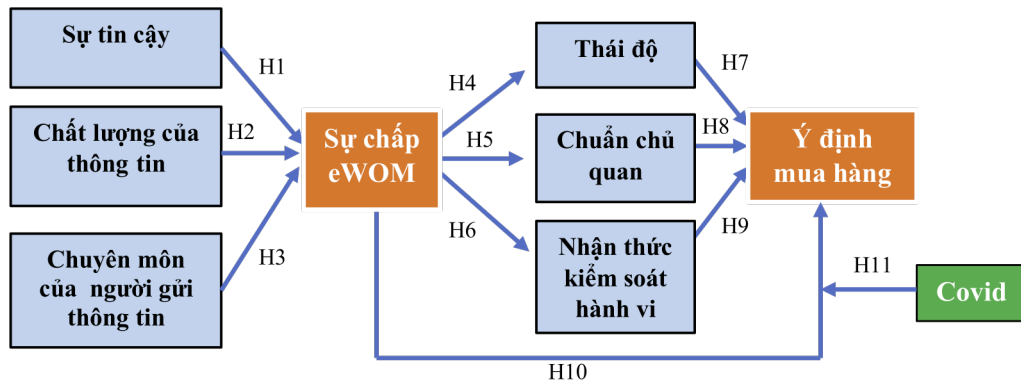 Sự tin cậy
H1
Chất lượng của
thông tin
H2
Chuyên môn
của người gửi
thông tin
H3
Sự chấp
eWOM
H4
H5
H6
Thái độ
H7
Chuẩn chủ
quan
H8
Nhận thức
kiểm soát
hành vi
H9
Ý định
mua hàng
H10
H11
Covid